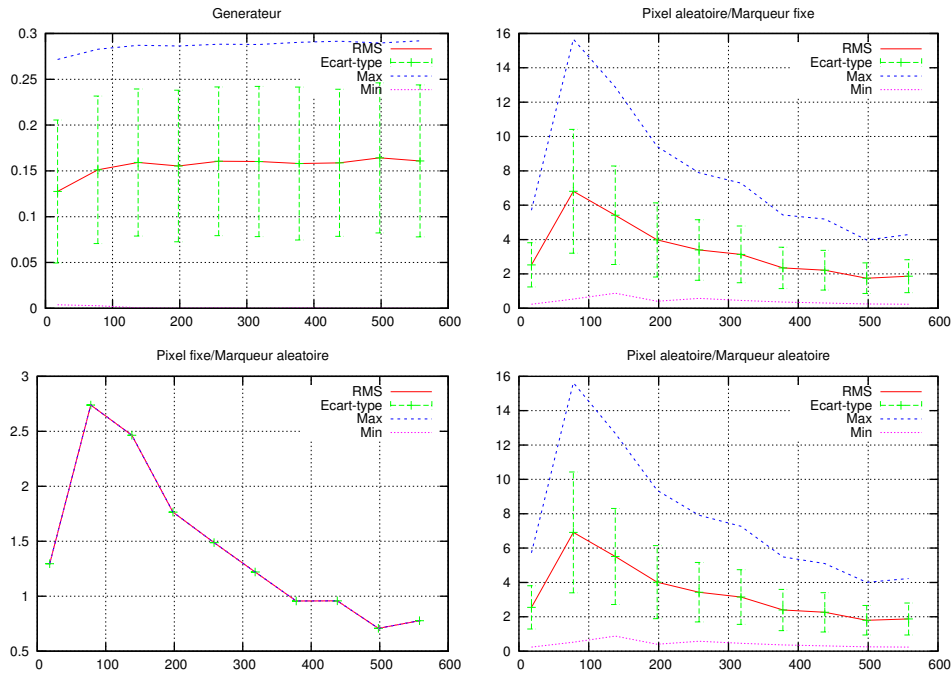 Generateur
0.3
0.25
0.2
0.15
0.1
0.05
0
0 100 200 300 400 500 600
RMS
Ecart-type
Max
Min
Pixel aleatoire/Marqueur fixe
16
14
12
10
8
6
4
2
0
0 100 200 300 400 500 600
RMS
Ecart-type
Max
Min
Pixel fixe/Marqueur aleatoire
3
2.5
2
1.5
1
0.5
0 100 200 300 400 500 600
RMS
Ecart-type
Max
Min
Pixel aleatoire/Marqueur aleatoire
16
14
12
10
8
6
4
2
0
0 100 200 300 400 500 600
RMS
Ecart-type
Max
Min